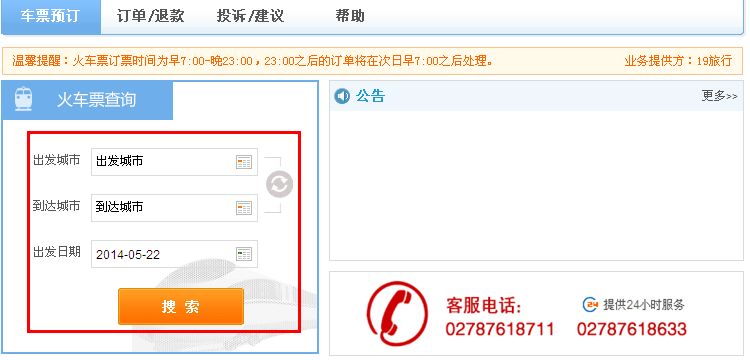 车票预订 订单/退款 投诉/建议 帮助
温馨提醒：火车票订票时间为早7:00-晚23:00，23:00之后的订单将在次日早7:00之后处理。 业务提供方：19旅行
火车票查询
出发城市 出发城市
到达城市 到达城市
出发日期 2014-05-22
搜 索
公告 更多>>
客服电话： 24 提供24小时服务
02787618711 02787618633